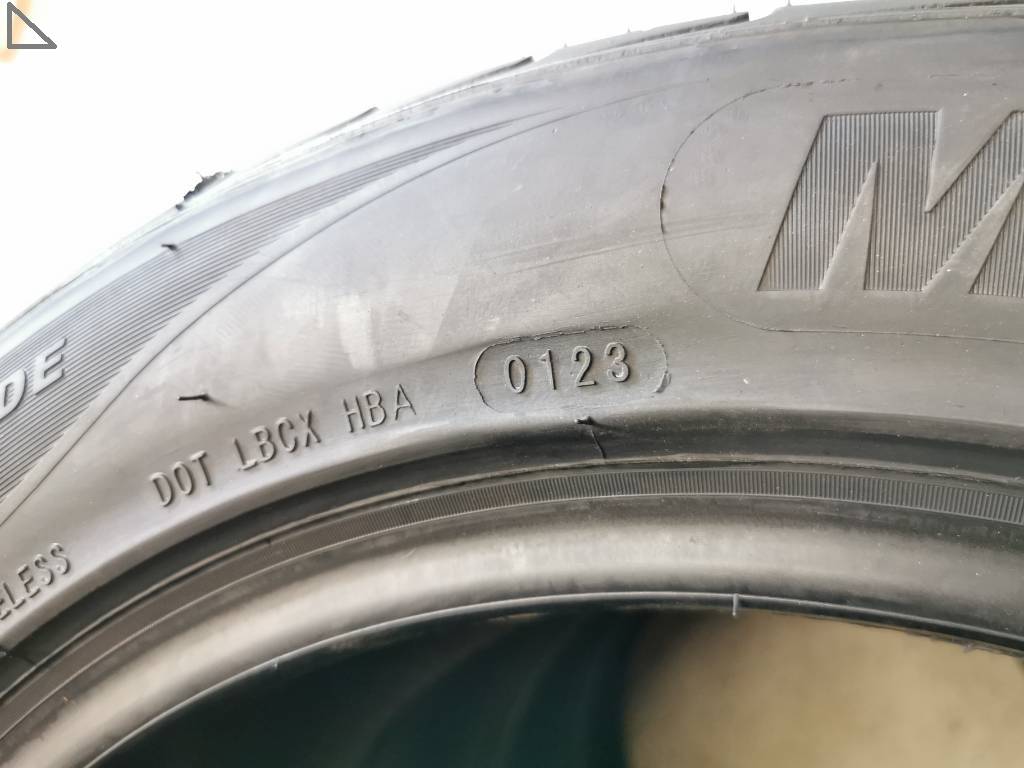 M
DE
0123
DOT LBCX HBA
ELESS